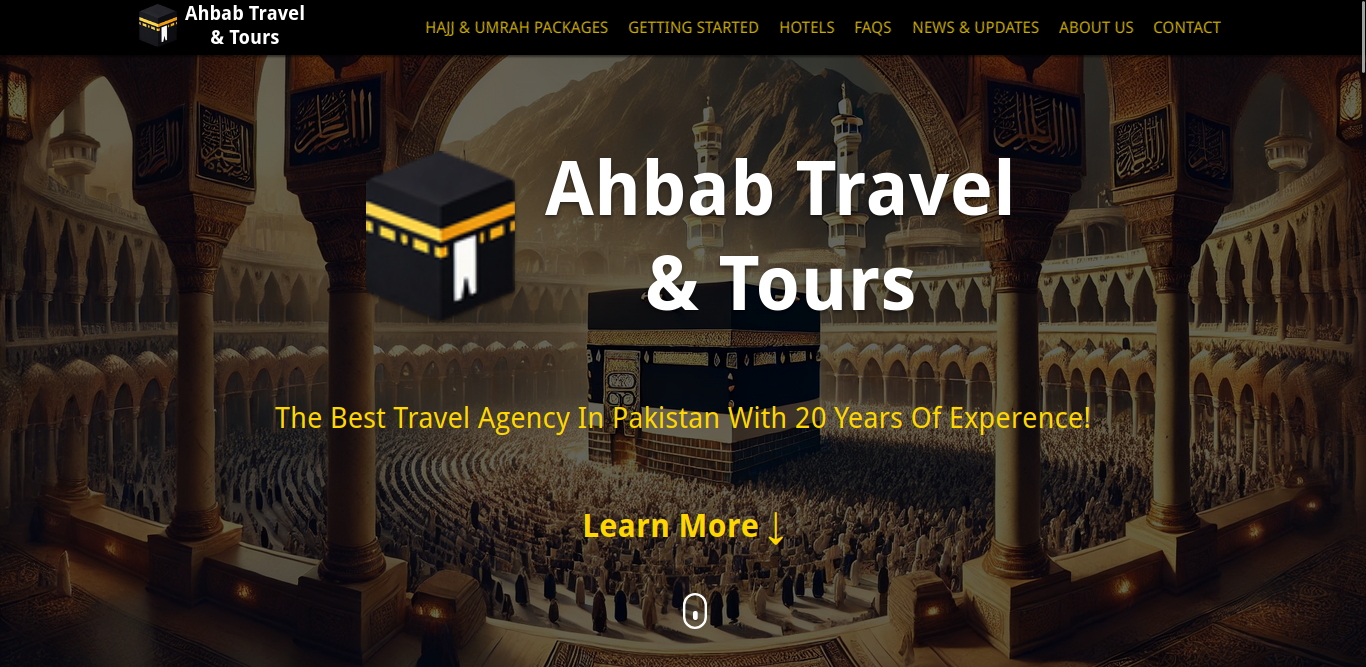 Ahbab Travel
& Tours
HAJJ & UMRAH PACKAGES GETTING STARTED HOTELS FAQS NEWS & UPDATES ABOUT US CONTACT
Ahbab Travel
& Tours
The Best Travel Agency In Pakistan With 20 Years Of Experence!
Learn More ↓